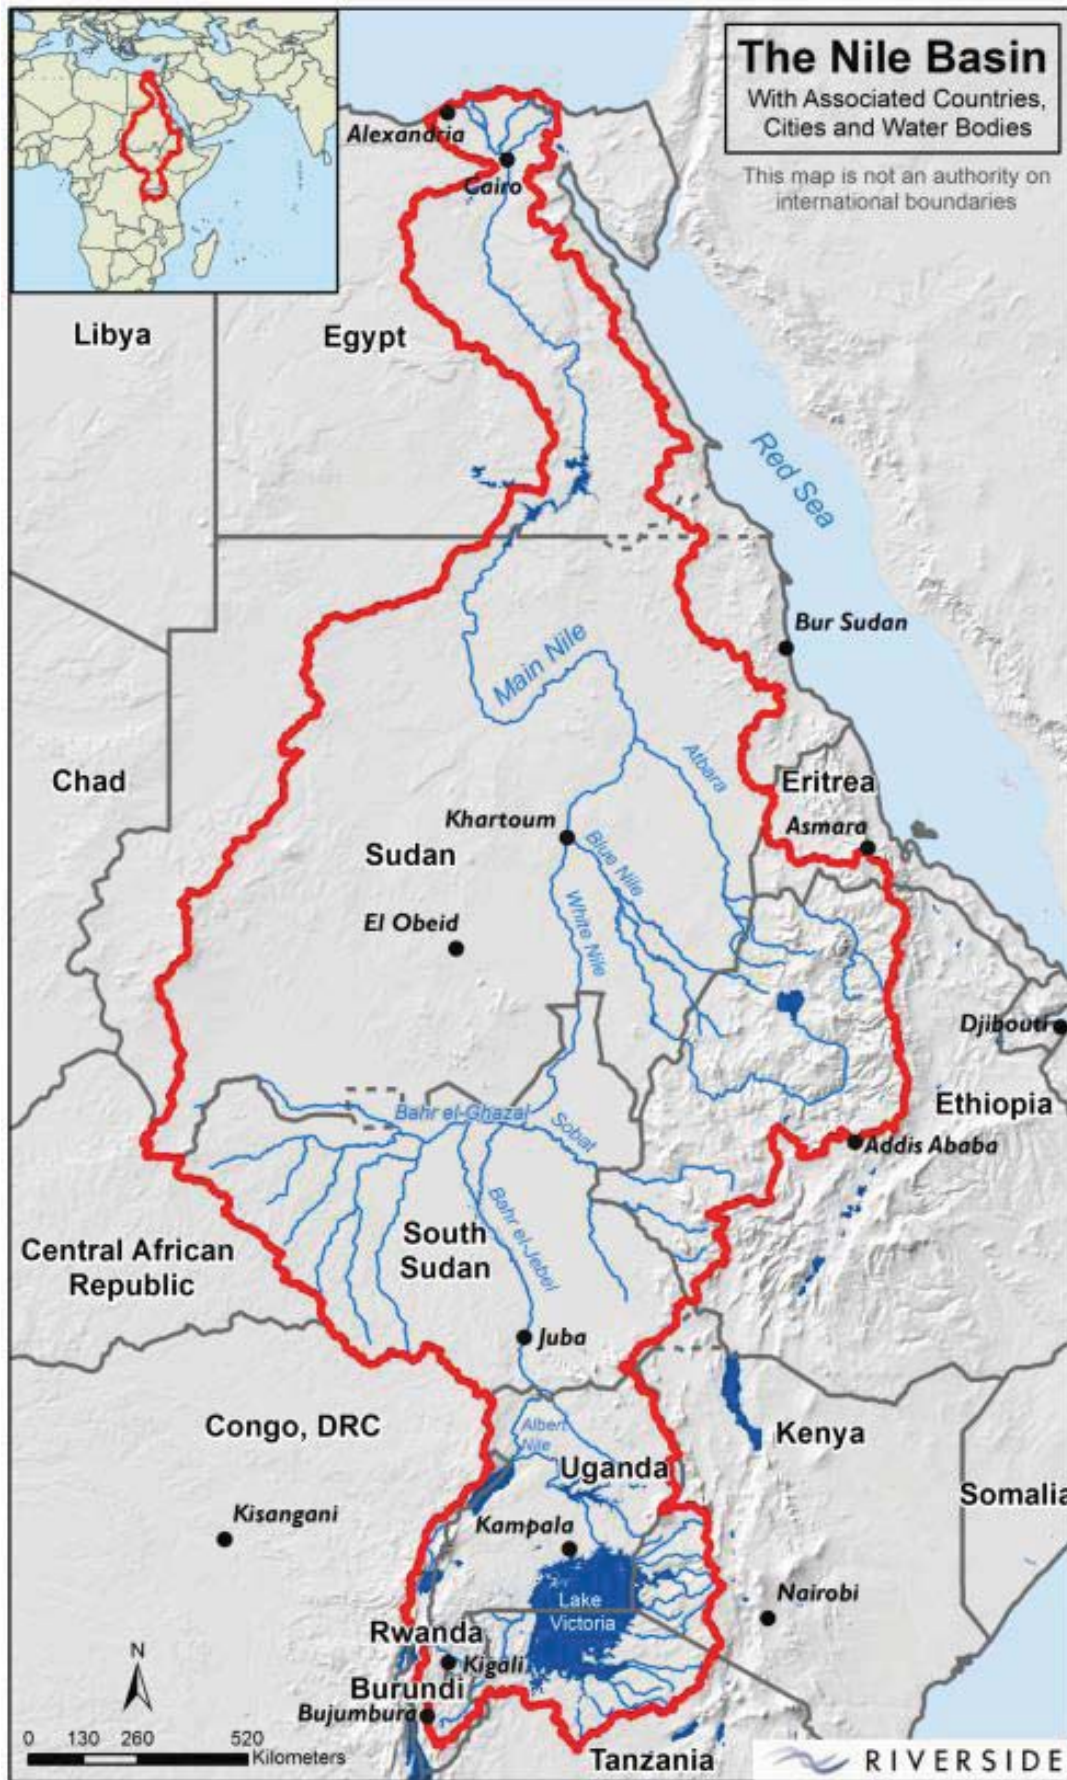 The Nile Basin
With Associated Countries,
Cities and Water Bodies
This map is not an authority on
international boundaries
Alexandria
Cairo
Libya
Egypt
Red Sea
Bur Sudan
Main Nile
Atbara
Chad
Eritrea
Khartoum
Asmara
Sudan
Blue Nile
El Obeid
White Nile
Djibouti
Bahr el-Ghazal
Sobat
Ethiopia
Addis Ababa
Bahr el-Jebel
Central African
Republic
South
Sudan
Juba
Congo, DRC
Albert
Nile
Kenya
Uganda
Somalia
Kisangani
Kampala
Lake
Victoria
Nairobi
Rwanda
N
Kigali
Burundi
Bujumbura
0 130 260 520
Kilometers
Tanzania
RIVERSIDE